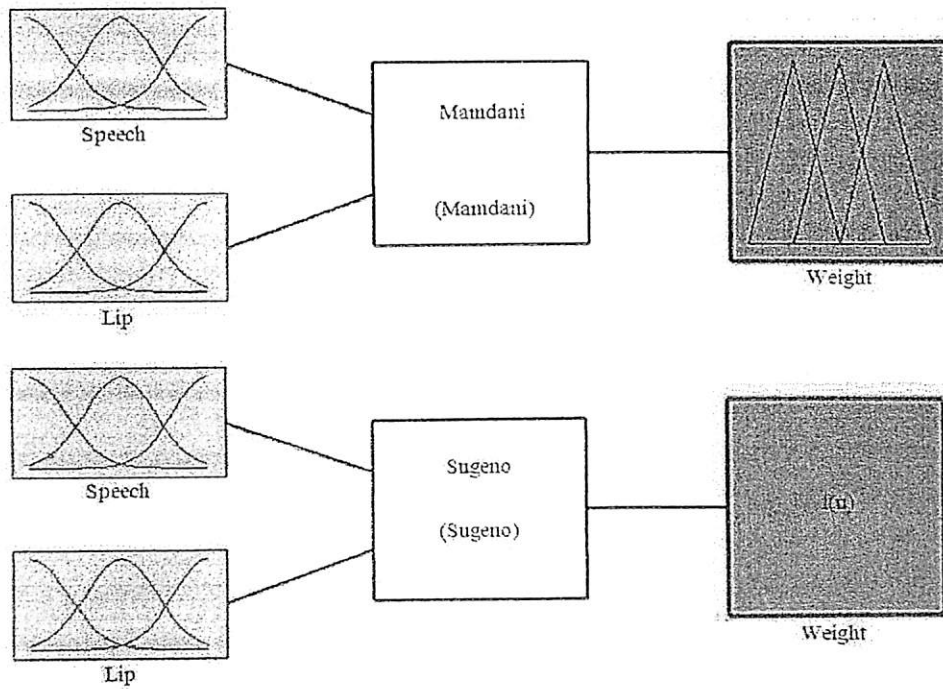 Speech
Mamdani
(Mamdani)
Lip
Weight
Speech
Sugeno
(Sugeno)
f(u)
Lip
Weight